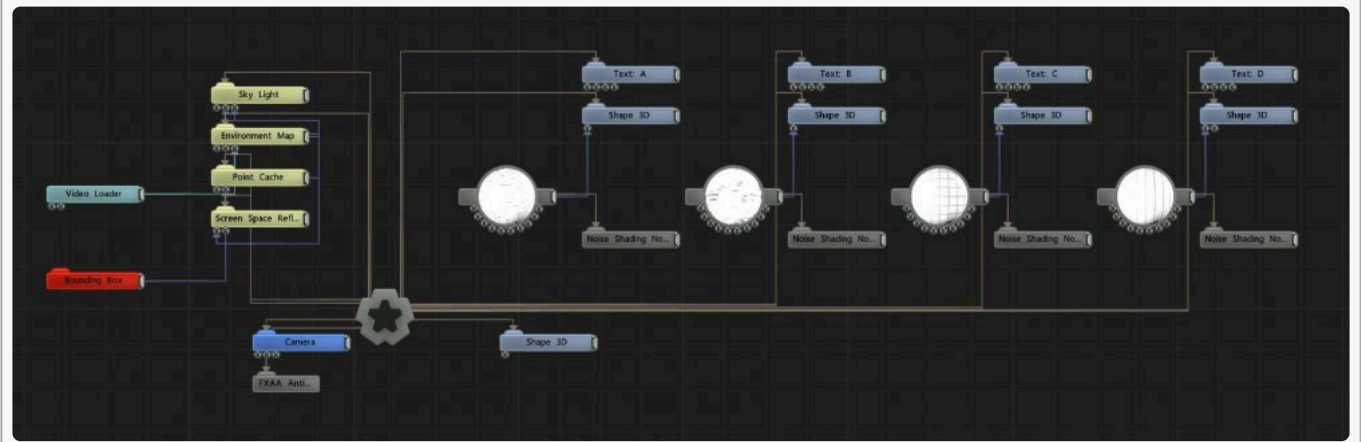 Sky Light
Environment Map
Point Cache
Screen Space Refl...
Video Loader
Bounding Box
Camera
FXAA Anti...
Shape 3D
Text: A
Shape 3D
Noise Shading No...
Text: B
Shape 3D
Noise Shading No...
Text: C
Shape 3D
Noise Shading No...
Text: D
Shape 3D
Noise Shading No...